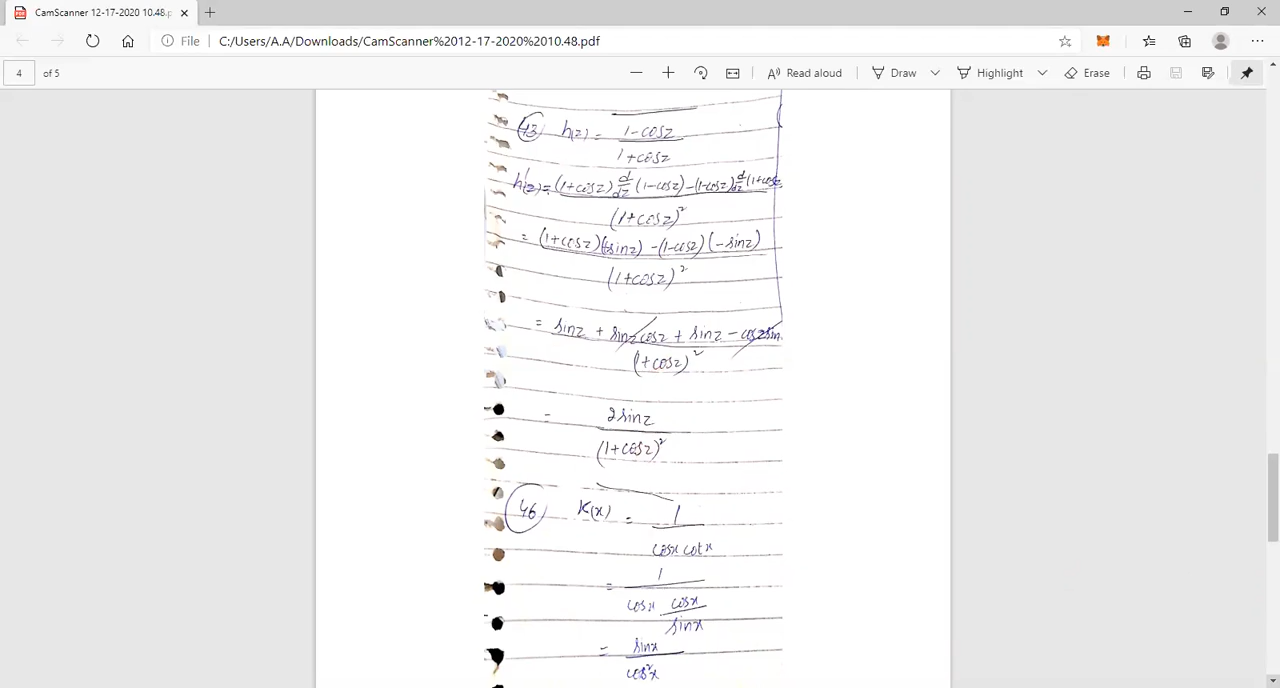 CamScanner 12-17-2020 10.48.p
File C:/Users/A.A/Downloads/CamScanner%2012-17-2020%2010.48.pdf
4 of 5 Read aloud Draw Highlight Erase
43) h(z) = 1-cosz
1+cosz
h'(z) = (1+cosz) d/dz (1-cosz) - (1-cosz) d/dz (1+cosz
(1+cosz)²
= (1+cosz)(sinz) - (1-cosz)(-sinz)
(1+cosz)²
= sinz + sinz cosz + sinz - coszsin
(1+cosz)²
= 2sinz
(1+cosz)²
46 K(x) = 1
cosx cotx
= 1
cosx cosx
sinx
= sinx
cos²x